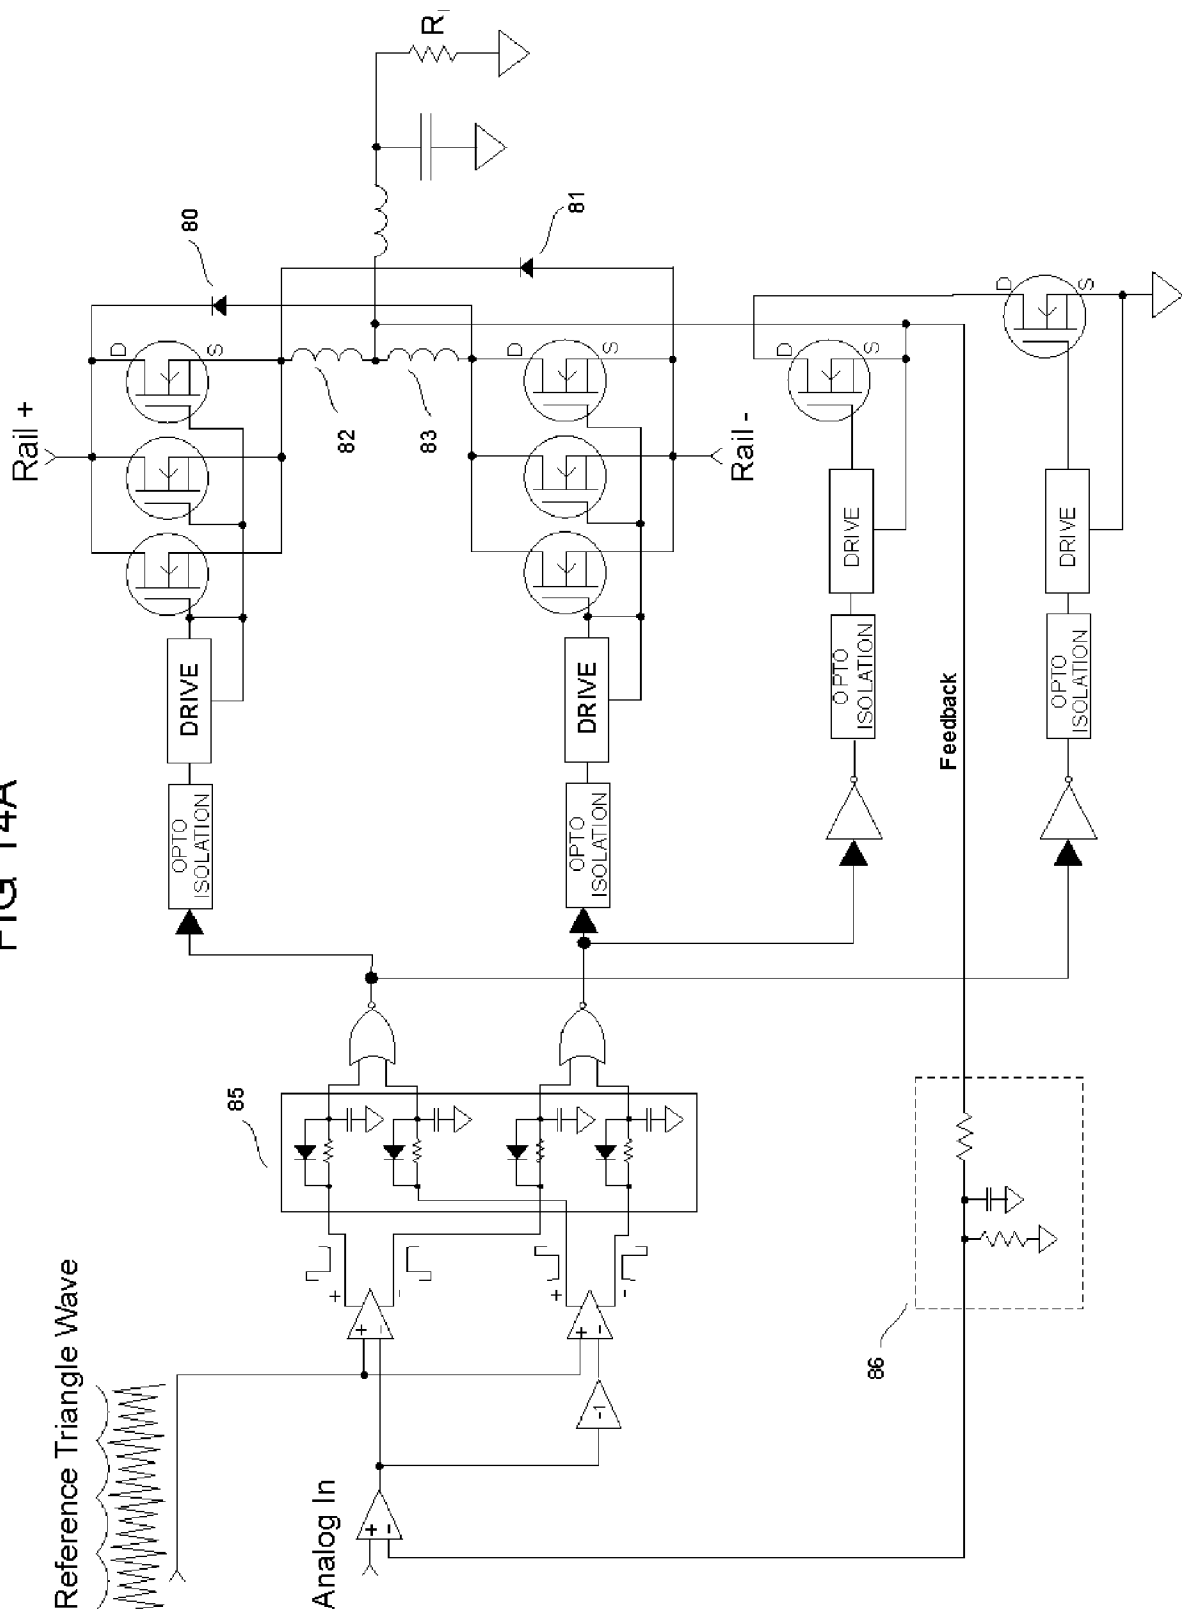 FIG 14A
Reference Triangle Wave
Analog In
Rail +
Rail -
R
80
81
82
83
85
86
D
S
D
S
D
S
D
S
DRIVE
DRIVE
DRIVE
DRIVE
OPTO
ISOLATION
OPTO
ISOLATION
OPTO
ISOLATION
OPTO
ISOLATION
Feedback
+
-
+
-
+
-
+
-
+
-
-1